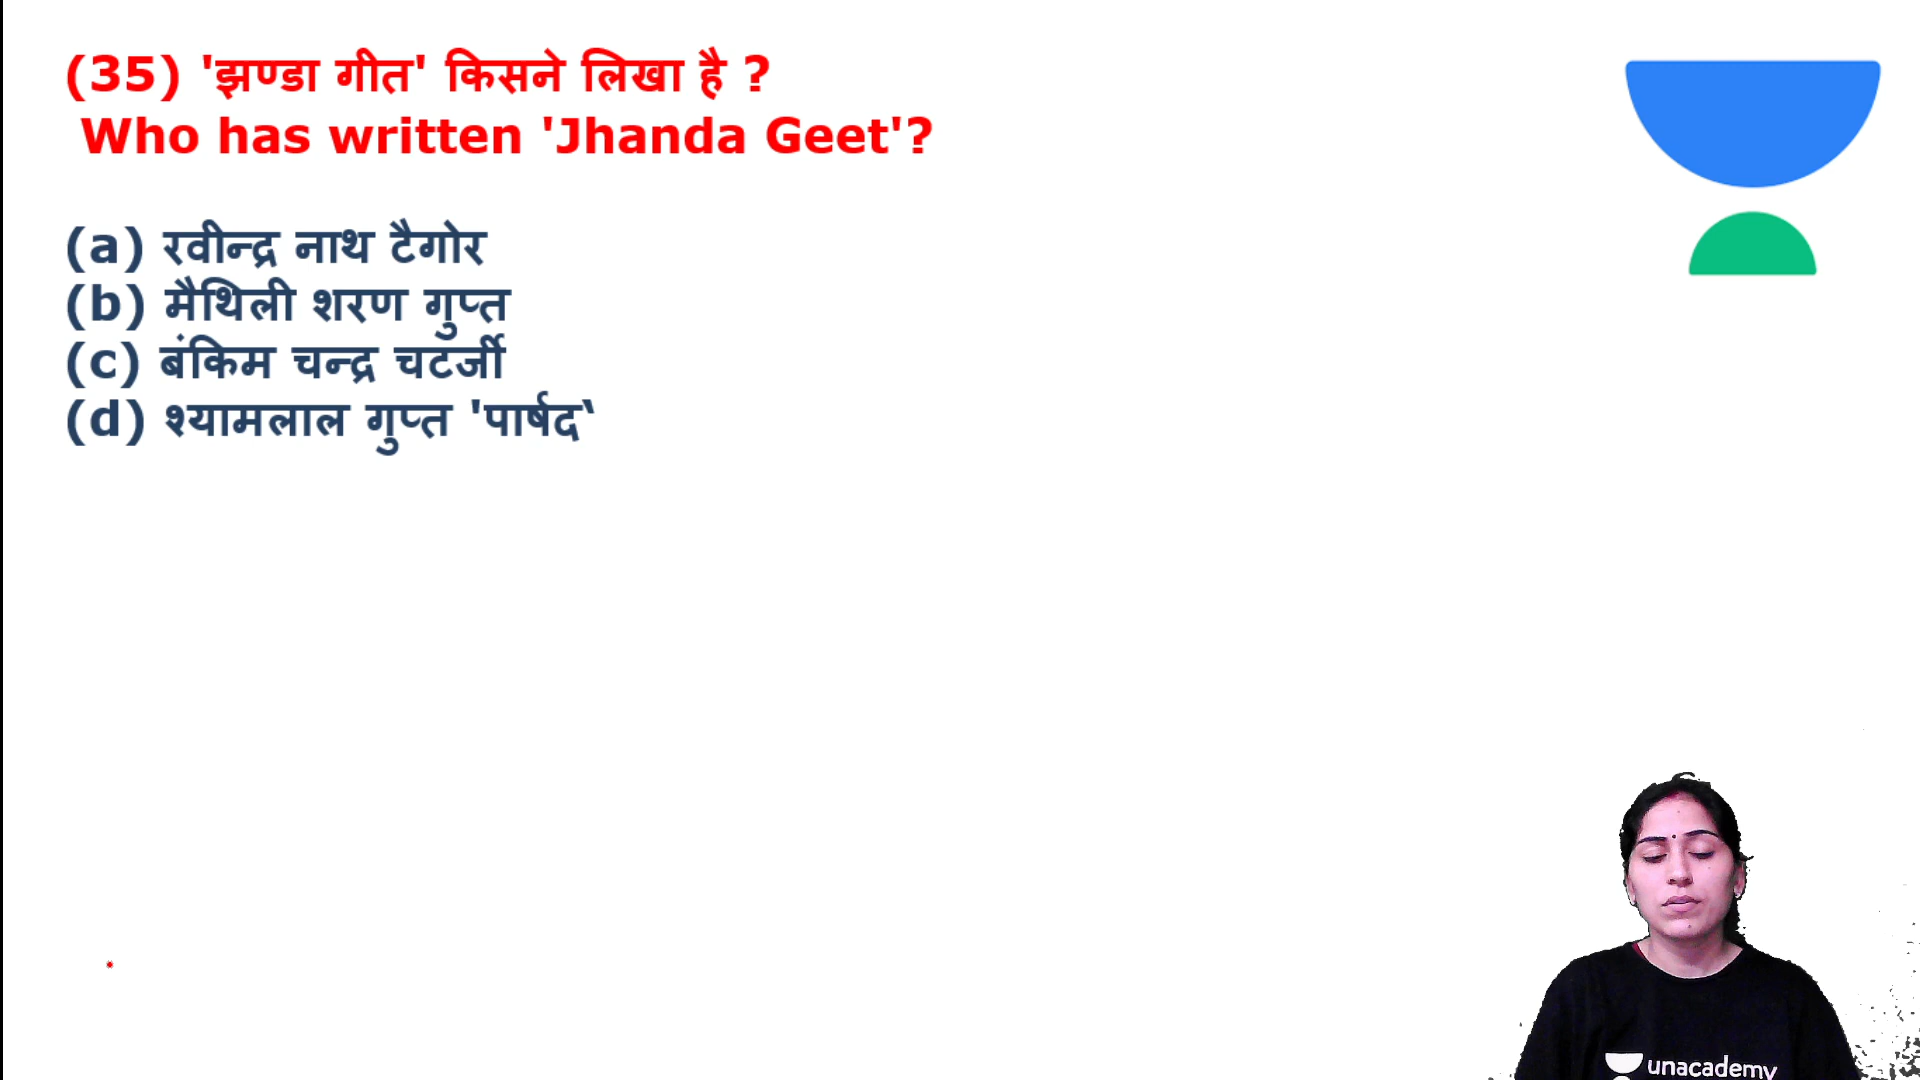 (35) 'झण्डा गीत' किसने लिखा है ?
Who has written 'Jhanda Geet'?
(a) रवीन्द्र नाथ टैगोर
(b) मैथिली शरण गुप्त
(c) बंकिम चन्द्र चटर्जी
(d) श्यामलाल गुप्त 'पार्षद‛
unacademy